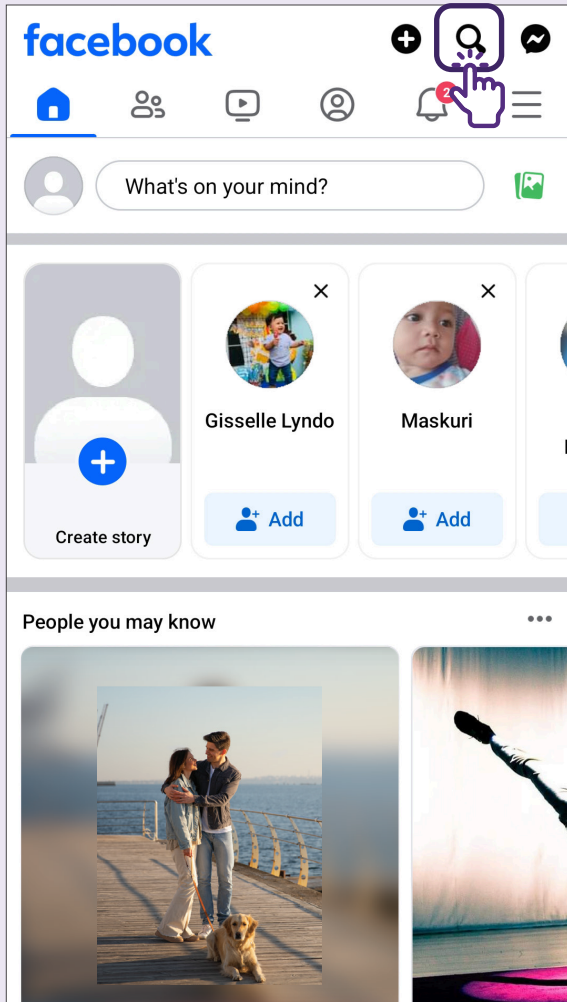 facebook
2
What's on your mind?
Gisselle Lyndo
Maskuri
Add
Add
Create story
People you may know